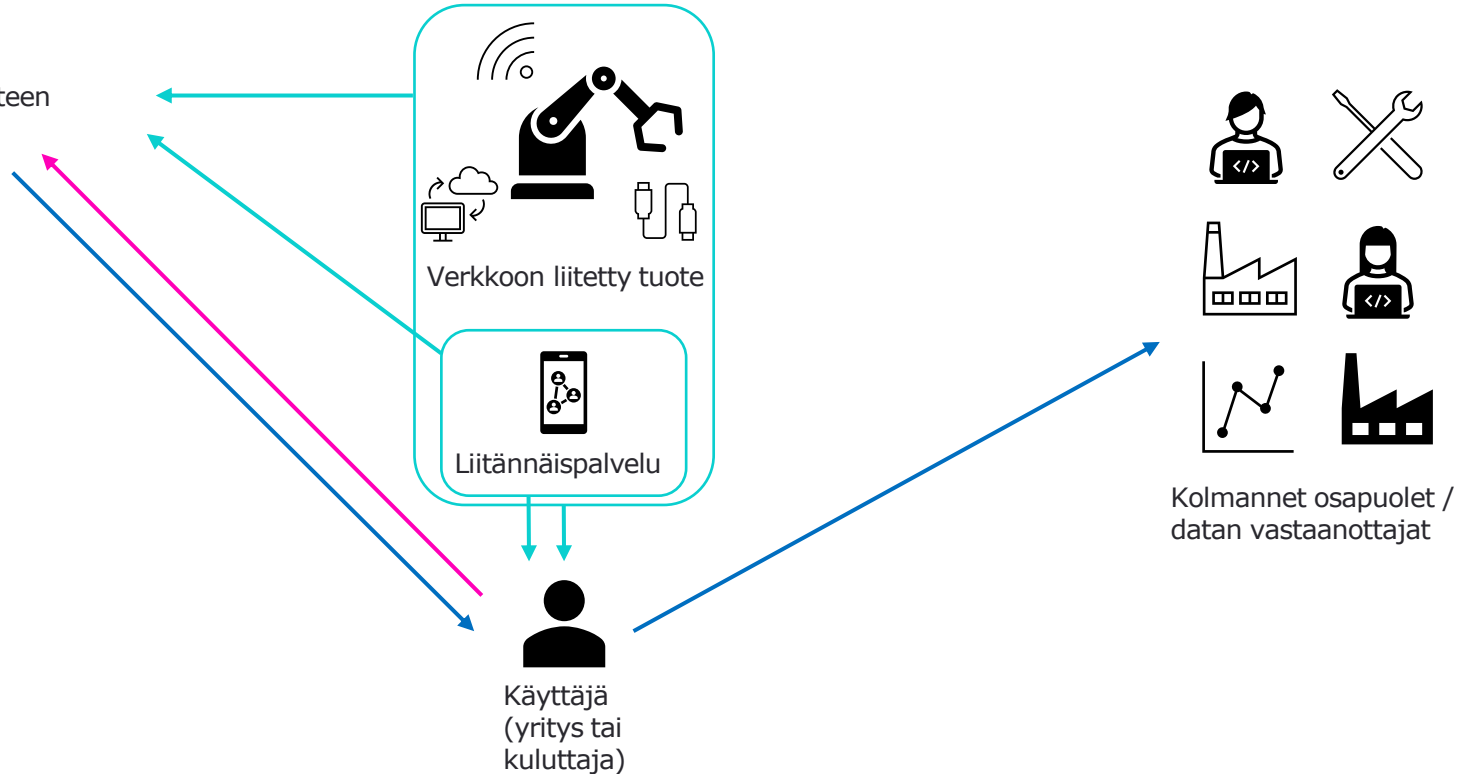 teen
Verkkoon liitetty tuote
Liitännäispalvelu
</>
</>
Kolmannet osapuolet /
datan vastaanottajat
Käyttäjä
(yritys tai
kuluttaja)